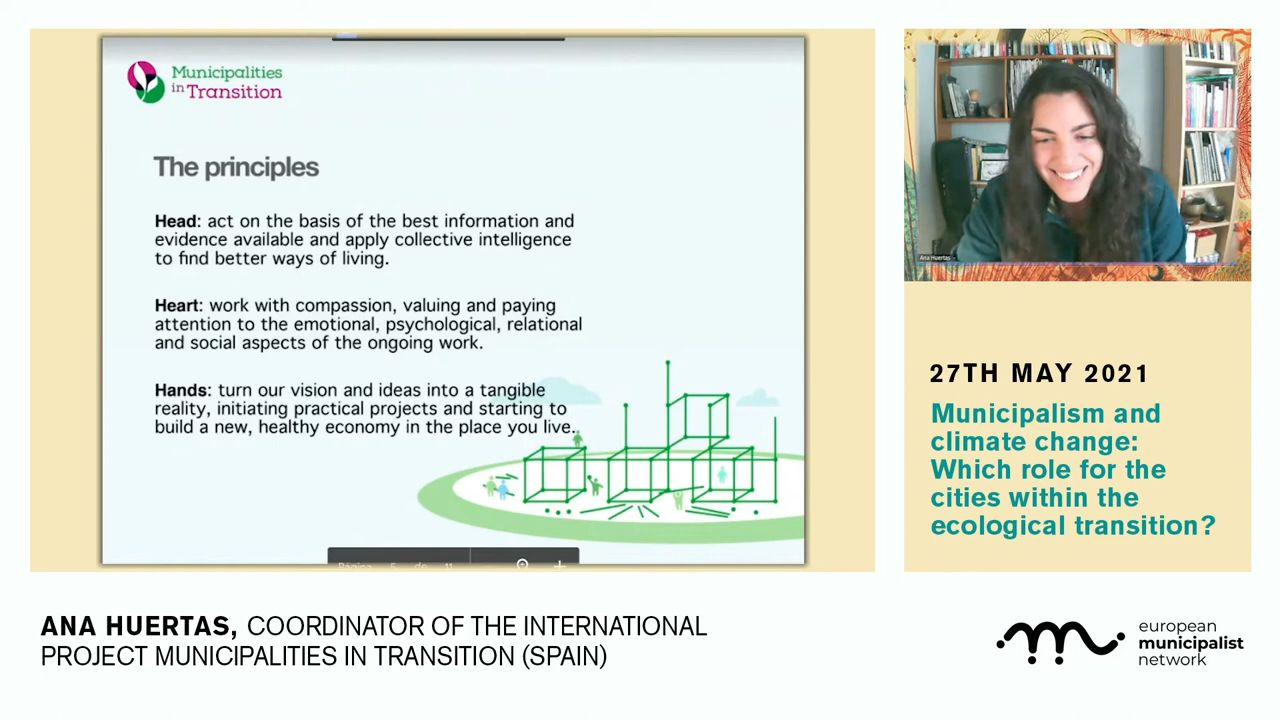 Municipalities
in Transition
The principles
Head: act on the basis of the best information and
evidence available and apply collective intelligence
to find better ways of living.
Heart: work with compassion, valuing and paying
attention to the emotional, psychological, relational
and social aspects of the ongoing work.
Hands: turn our vision and ideas into a tangible
reality, initiating practical projects and starting to
build a new, healthy economy in the place you live.
Ana Huertas
27TH MAY 2021
Municipalism and
climate change:
Which role for the
cities within the
ecological transition?
ANA HUERTAS, COORDINATOR OF THE INTERNATIONAL
PROJECT MUNICIPALITIES IN TRANSITION (SPAIN)
european
municipalist
network